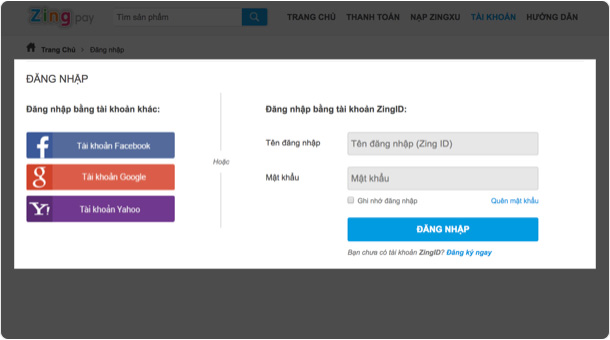 Zing pay
Tìm sản phẩm
TRANG CHỦ THANH TOÁN NẠP ZINGXU TÀI KHOẢN HƯỚNG DẪN
Trang Chủ › Đăng nhập
ĐĂNG NHẬP
Đăng nhập bằng tài khoản khác:
f Tài khoản Facebook
g Tài khoản Google
Y! Tài khoản Yahoo
Hoặc
Đăng nhập bằng tài khoản ZingID:
Tên đăng nhập Tên đăng nhập (Zing ID)
Mật khẩu Mật khẩu
Ghi nhớ đăng nhập Quên mật khẩu
ĐĂNG NHẬP
Bạn chưa có tài khoản ZingID? Đăng ký ngay